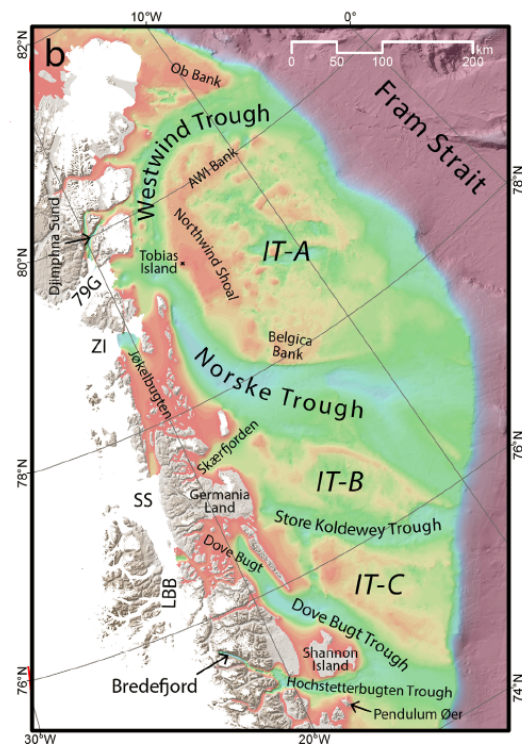 10°W
0°
82°N
b
0
50
100
200
km
Ob Bank
Westwind Trough
Fram Strait
78°N
AWI Bank
Djimphna Sund
Northwind Shoal
IT-A
Tobias
Island
80°N
79G
Belgica
Bank
ZI
Jøkelbugten
Norske Trough
76°N
Skærfjorden
78°N
IT-B
SS
Germania
Land
Store Koldewey Trough
Dove Bugt
IT-C
LBB
Dove Bugt Trough
Shannon
Island
Bredefjord
Hochstetterbugten Trough
76°N
74°N
Pendulum Øer
30°W
20°W